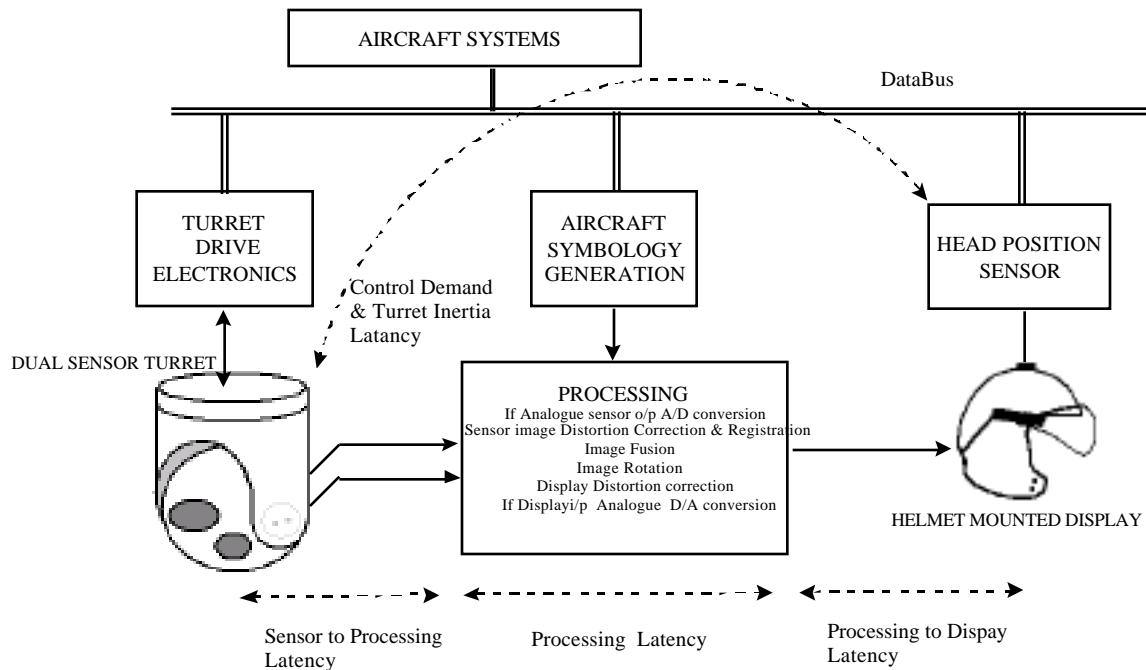 AIRCRAFT SYSTEMS
DataBus
TURRET
DRIVE
ELECTRONICS
AIRCRAFT
SYMBOLOGY
GENERATION
HEAD POSITION
SENSOR
Control Demand
& Turret Inertia
Latancy
DUAL SENSOR TURRET
PROCESSING
If Analogue sensor o/p A/D conversion
Sensor image Distortion Correction & Registration
Image Fusion
Image Rotation
Display Distortion correction
If Displayi/p Analogue D/A conversion
HELMET MOUNTED DISPLAY
Sensor to Processing
Latency
Processing Latency
Processing to Dispay
Latency